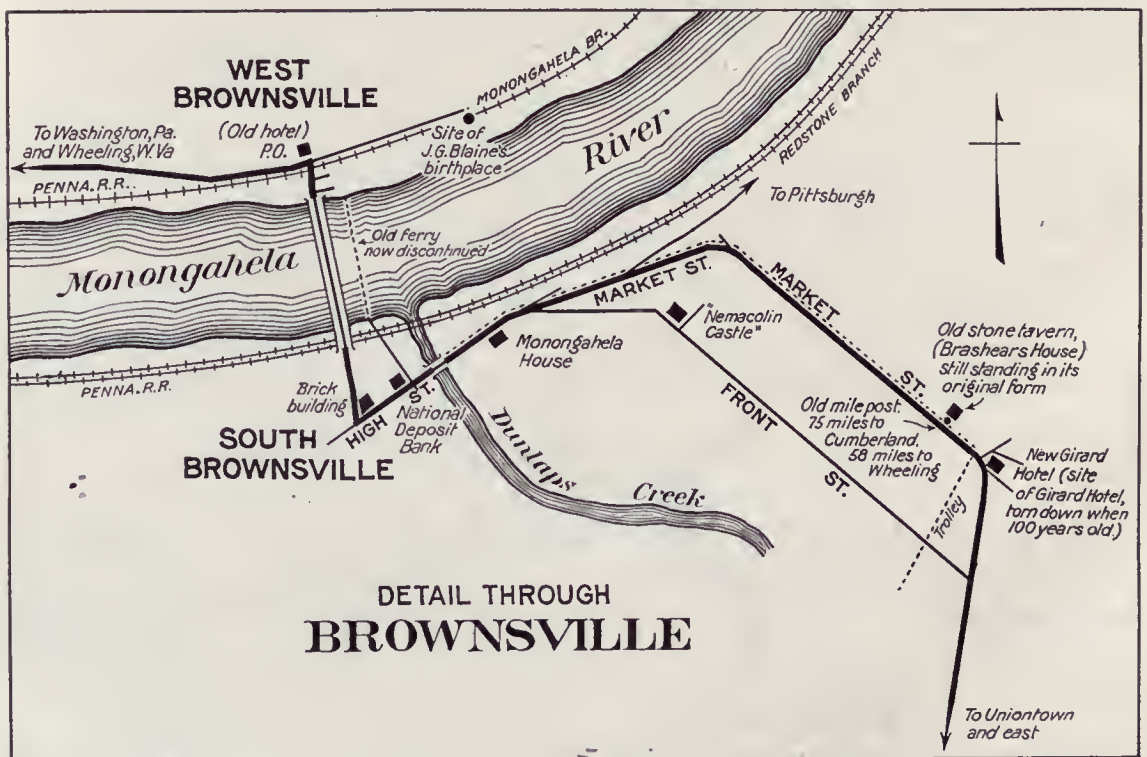 WEST
BROWNSVILLE
(Old hotel)
P.O.
To Washington, Pa.
and Wheeling, W. Va
PENNA. R.R.
MONONGAHELA BR.
Site of
J.G. Blaine's
birthplace
River
REDSTONE BRANCH
To Pittsburgh
Monongahela
Old ferry
now discontinued
MARKET ST.
MARKET ST.
"Nemacolin
Castle"
Monongahela
House
Old stone tavern,
(Brashears House)
still standing in its
original form
PENNA. R.R.
Brick
building
HIGH ST.
National
Deposit
Bank
SOUTH
BROWNSVILLE
FRONT ST.
Old mile post.
75 miles to
Cumberland.
58 miles to
Wheeling
New Girard
Hotel (site
of Girard Hotel,
torn down when
100 years old.)
Trolley
Dunlaps Creek
DETAIL THROUGH
BROWNSVILLE
To Uniontown
and east